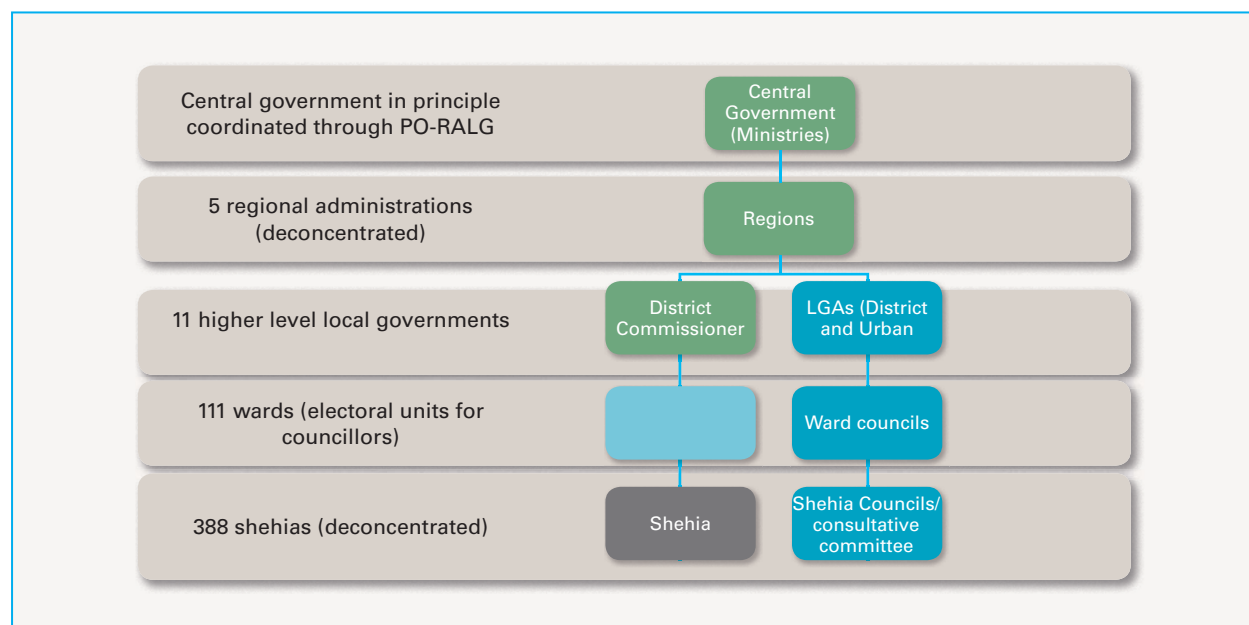 Central government in principle
coordinated through PO-RALG
Central
Government
(Ministries)
5 regional administrations
(deconcentrated)
Regions
11 higher level local governments
District
Commissioner
LGAs (District
and Urban
111 wards (electoral units for
councillors)
Ward councils
388 shehias (deconcentrated)
Shehia
Shehia Councils/
consultative
committee